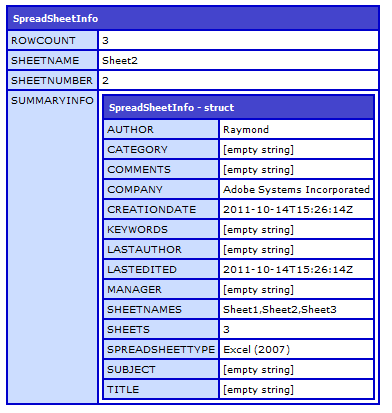 SpreadSheetInfo
ROWCOUNT 3
SHEETNAME Sheet2
SHEETNUMBER 2
SUMMARYINFO
SpreadSheetInfo - struct
AUTHOR Raymond
CATEGORY [empty string]
COMMENTS [empty string]
COMPANY Adobe Systems Incorporated
CREATIONDATE 2011-10-14T15:26:14Z
KEYWORDS [empty string]
LASTAUTHOR [empty string]
LASTEDITED 2011-10-14T15:26:14Z
MANAGER [empty string]
SHEETNAMES Sheet1,Sheet2,Sheet3
SHEETS 3
SPREADSHEETTYPE Excel (2007)
SUBJECT [empty string]
TITLE [empty string]